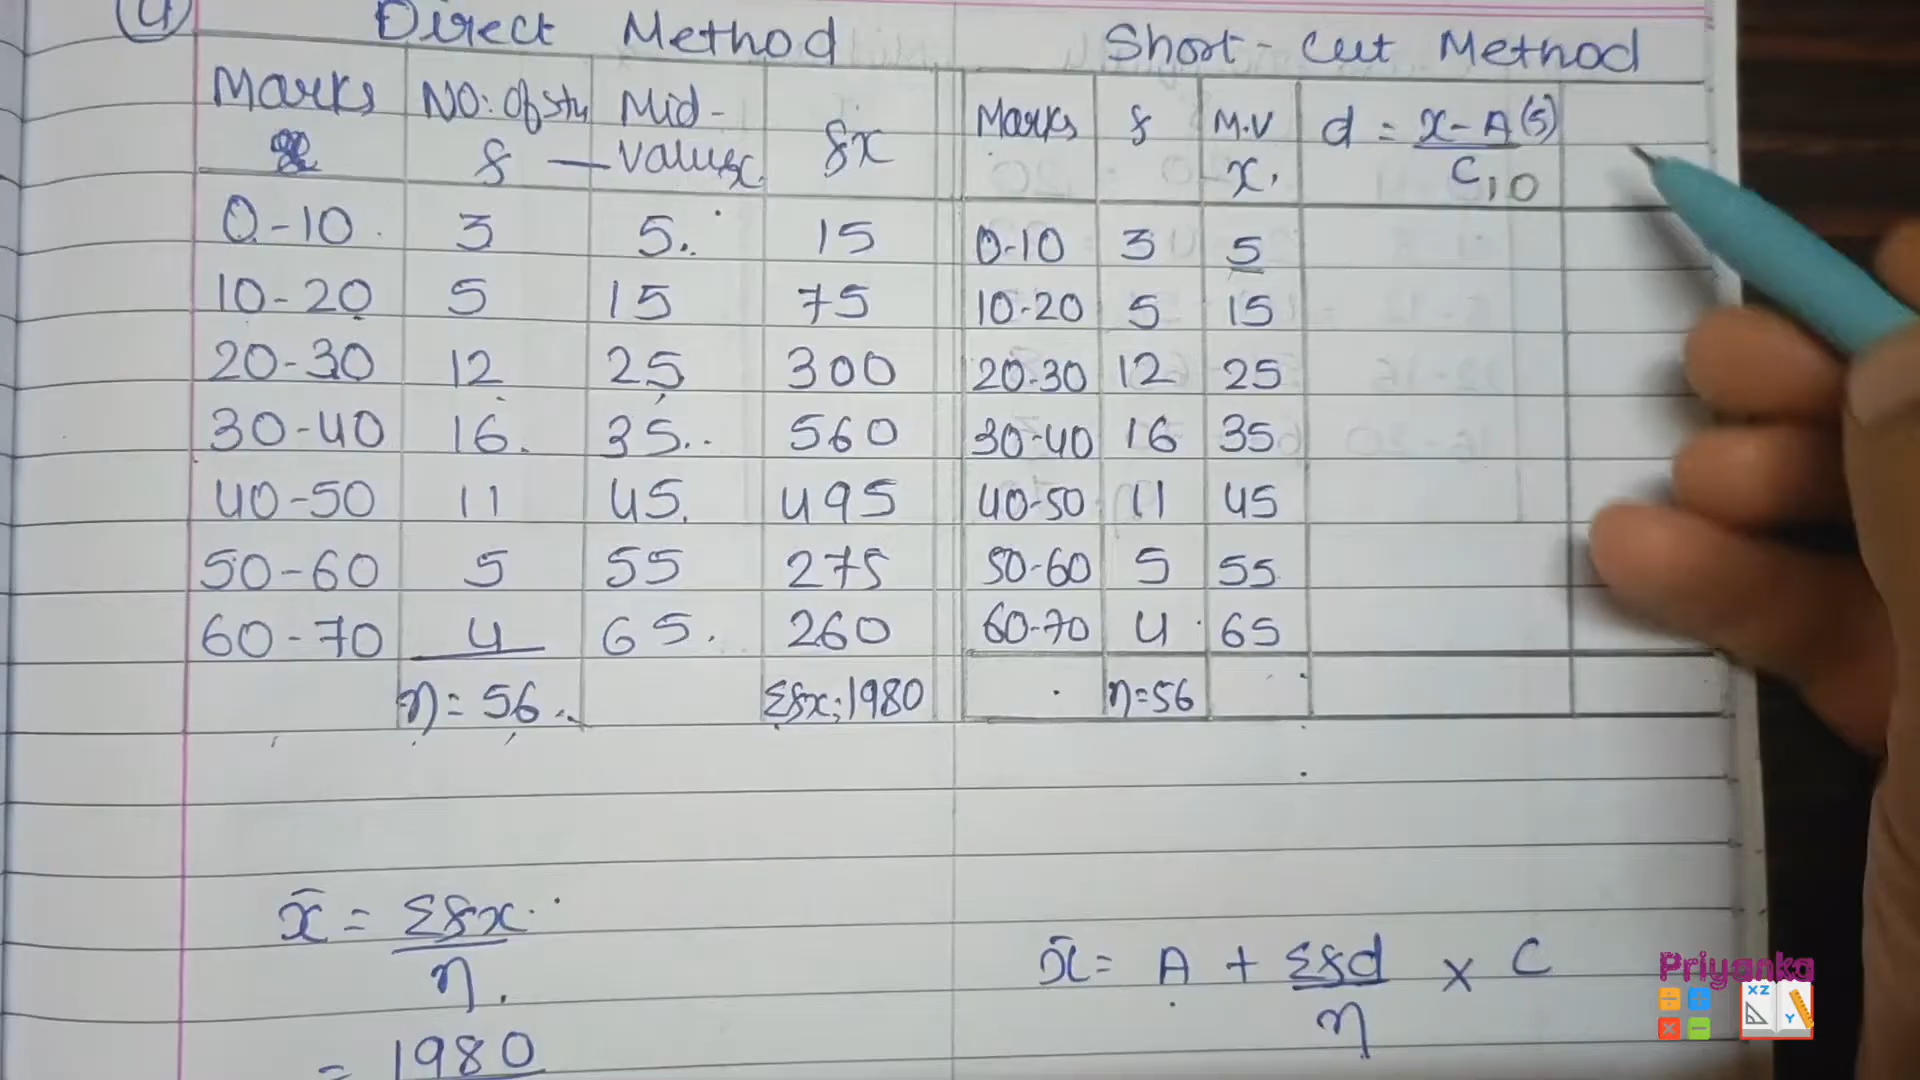 4
Direct Method
Short-cut Method
Marks No: of stu Mid- fx
f — values x
0-10 3 5 15
10-20 5 15 75
20-30 12 25 300
30-40 16 35 560
40-50 11 45 495
50-60 5 55 275
60-70 4 65 260
n = 56 Σfx = 1980
Marks f M.V d = x - A (5)
x C 10
0-10 3 5
10-20 5 15
20-30 12 25
30-40 16 35
40-50 11 45
50-60 5 55
60-70 4 65
n = 56
x̄ = Σfx
n
= 1980
x̄ = A + Σfd × C
n
Priyanka
XZ
Y